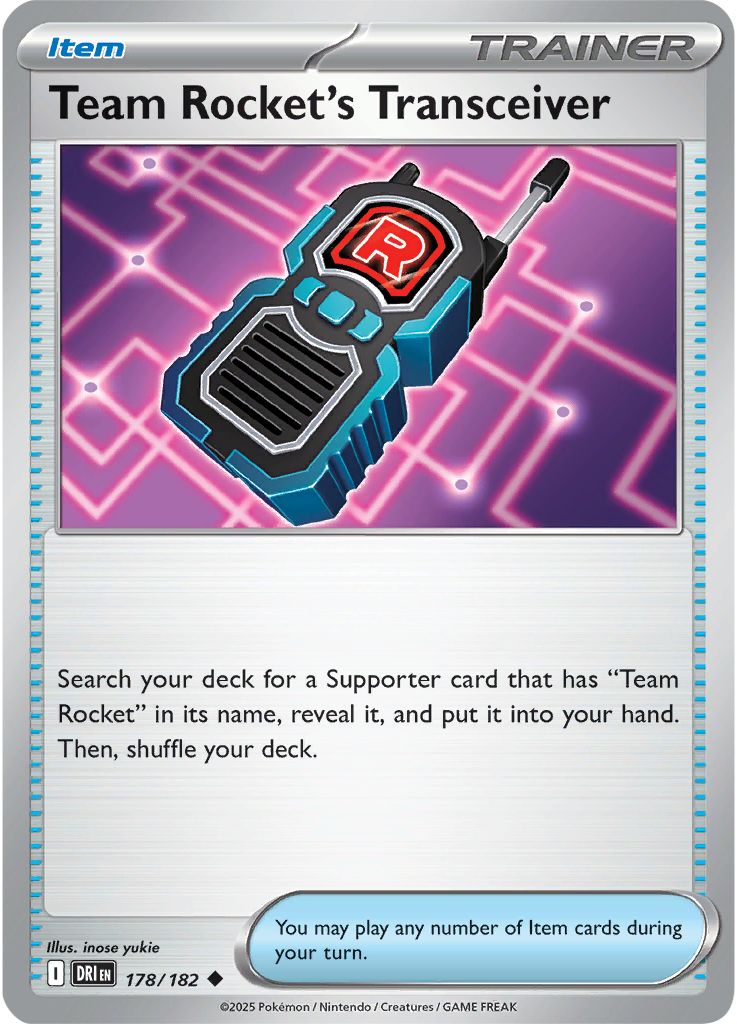 Item
TRAINER
Team Rocket's Transceiver
R
Search your deck for a Supporter card that has “Team
Rocket” in its name, reveal it, and put it into your hand.
Then, shuffle your deck.
You may play any number of Item cards during
your turn.
Illus. inose yukie
I DRI EN 178/182 ◆
©2025 Pokémon / Nintendo / Creatures / GAME FREAK